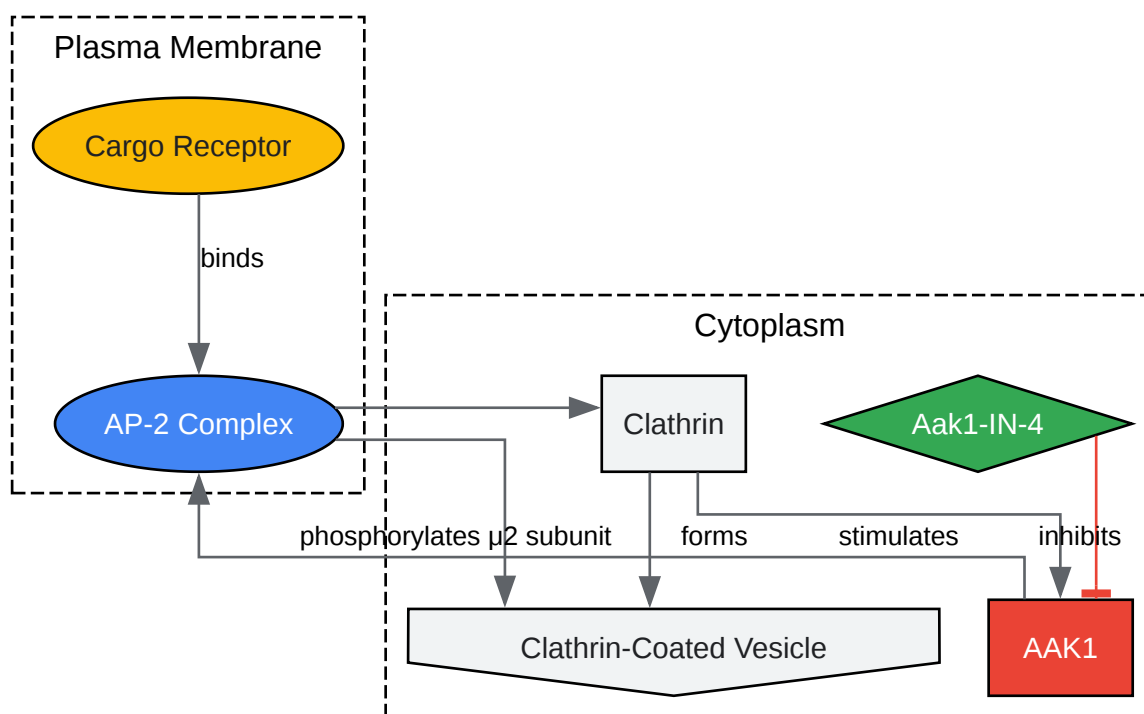 Plasma Membrane
Cargo Receptor
binds
Cytoplasm
AP-2 Complex
Clathrin
Aak1-IN-4
phosphorylates μ2 subunit
forms
stimulates
inhibits
Clathrin-Coated Vesicle
AAK1